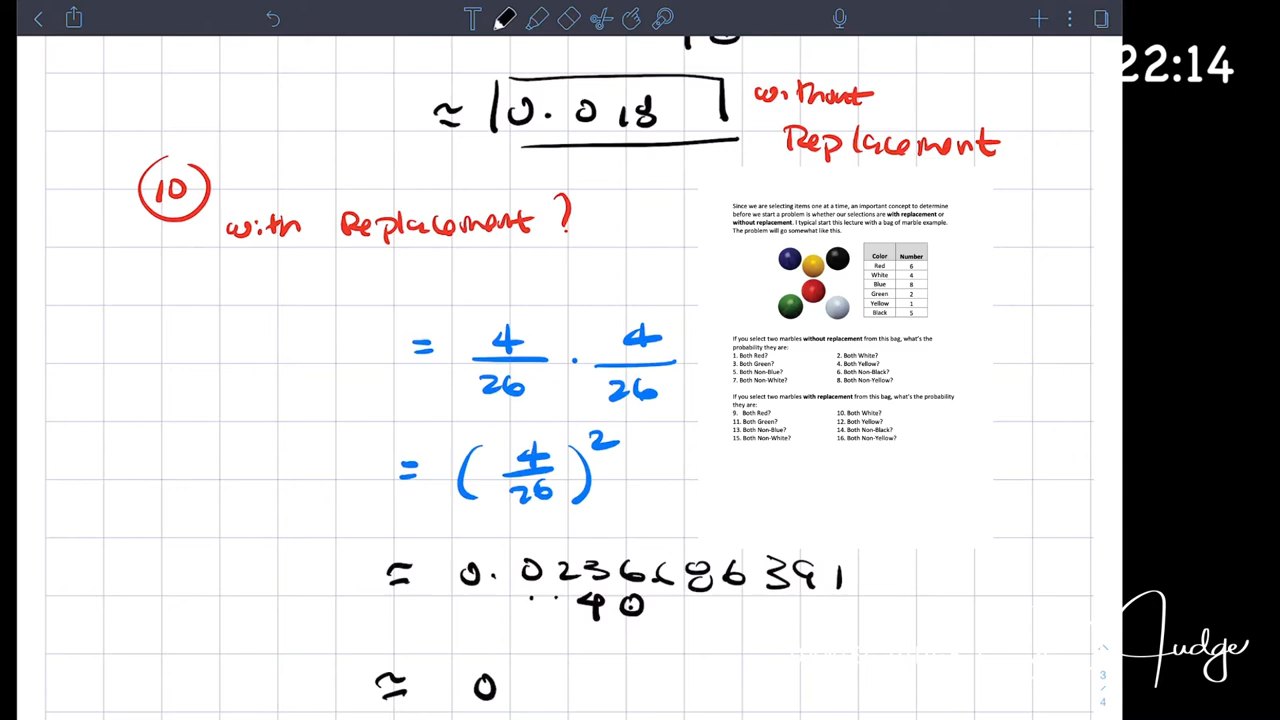 22:14
≈ 0.018 without
Replacement
10 with Replacement?
= 4/26 · 4/26
= (4/26)²
= 0.0236686391
40
≈ 0
Since we are selecting items one at a time, an important concept to determine
before we start a problem is whether our selections are with replacement or
without replacement. I typical start this lecture with a bag of marble example.
The problem will go somewhat like this.
Color Number
Red 6
White 4
Blue 8
Green 2
Yellow 1
Black 5
If you select two marbles without replacement from this bag, what's the
probability they are:
1. Both Red? 2. Both White?
3. Both Green? 4. Both Yellow?
5. Both Non-Blue? 6. Both Non-Black?
7. Both Non-White? 8. Both Non-Yellow?
If you select two marbles with replacement from this bag, what's the probability
they are:
9. Both Red? 10. Both White?
11. Both Green? 12. Both Yellow?
13. Both Non-Blue? 14. Both Non-Black?
15. Both Non-White? 16. Both Non-Yellow?
Judge
3
/
4